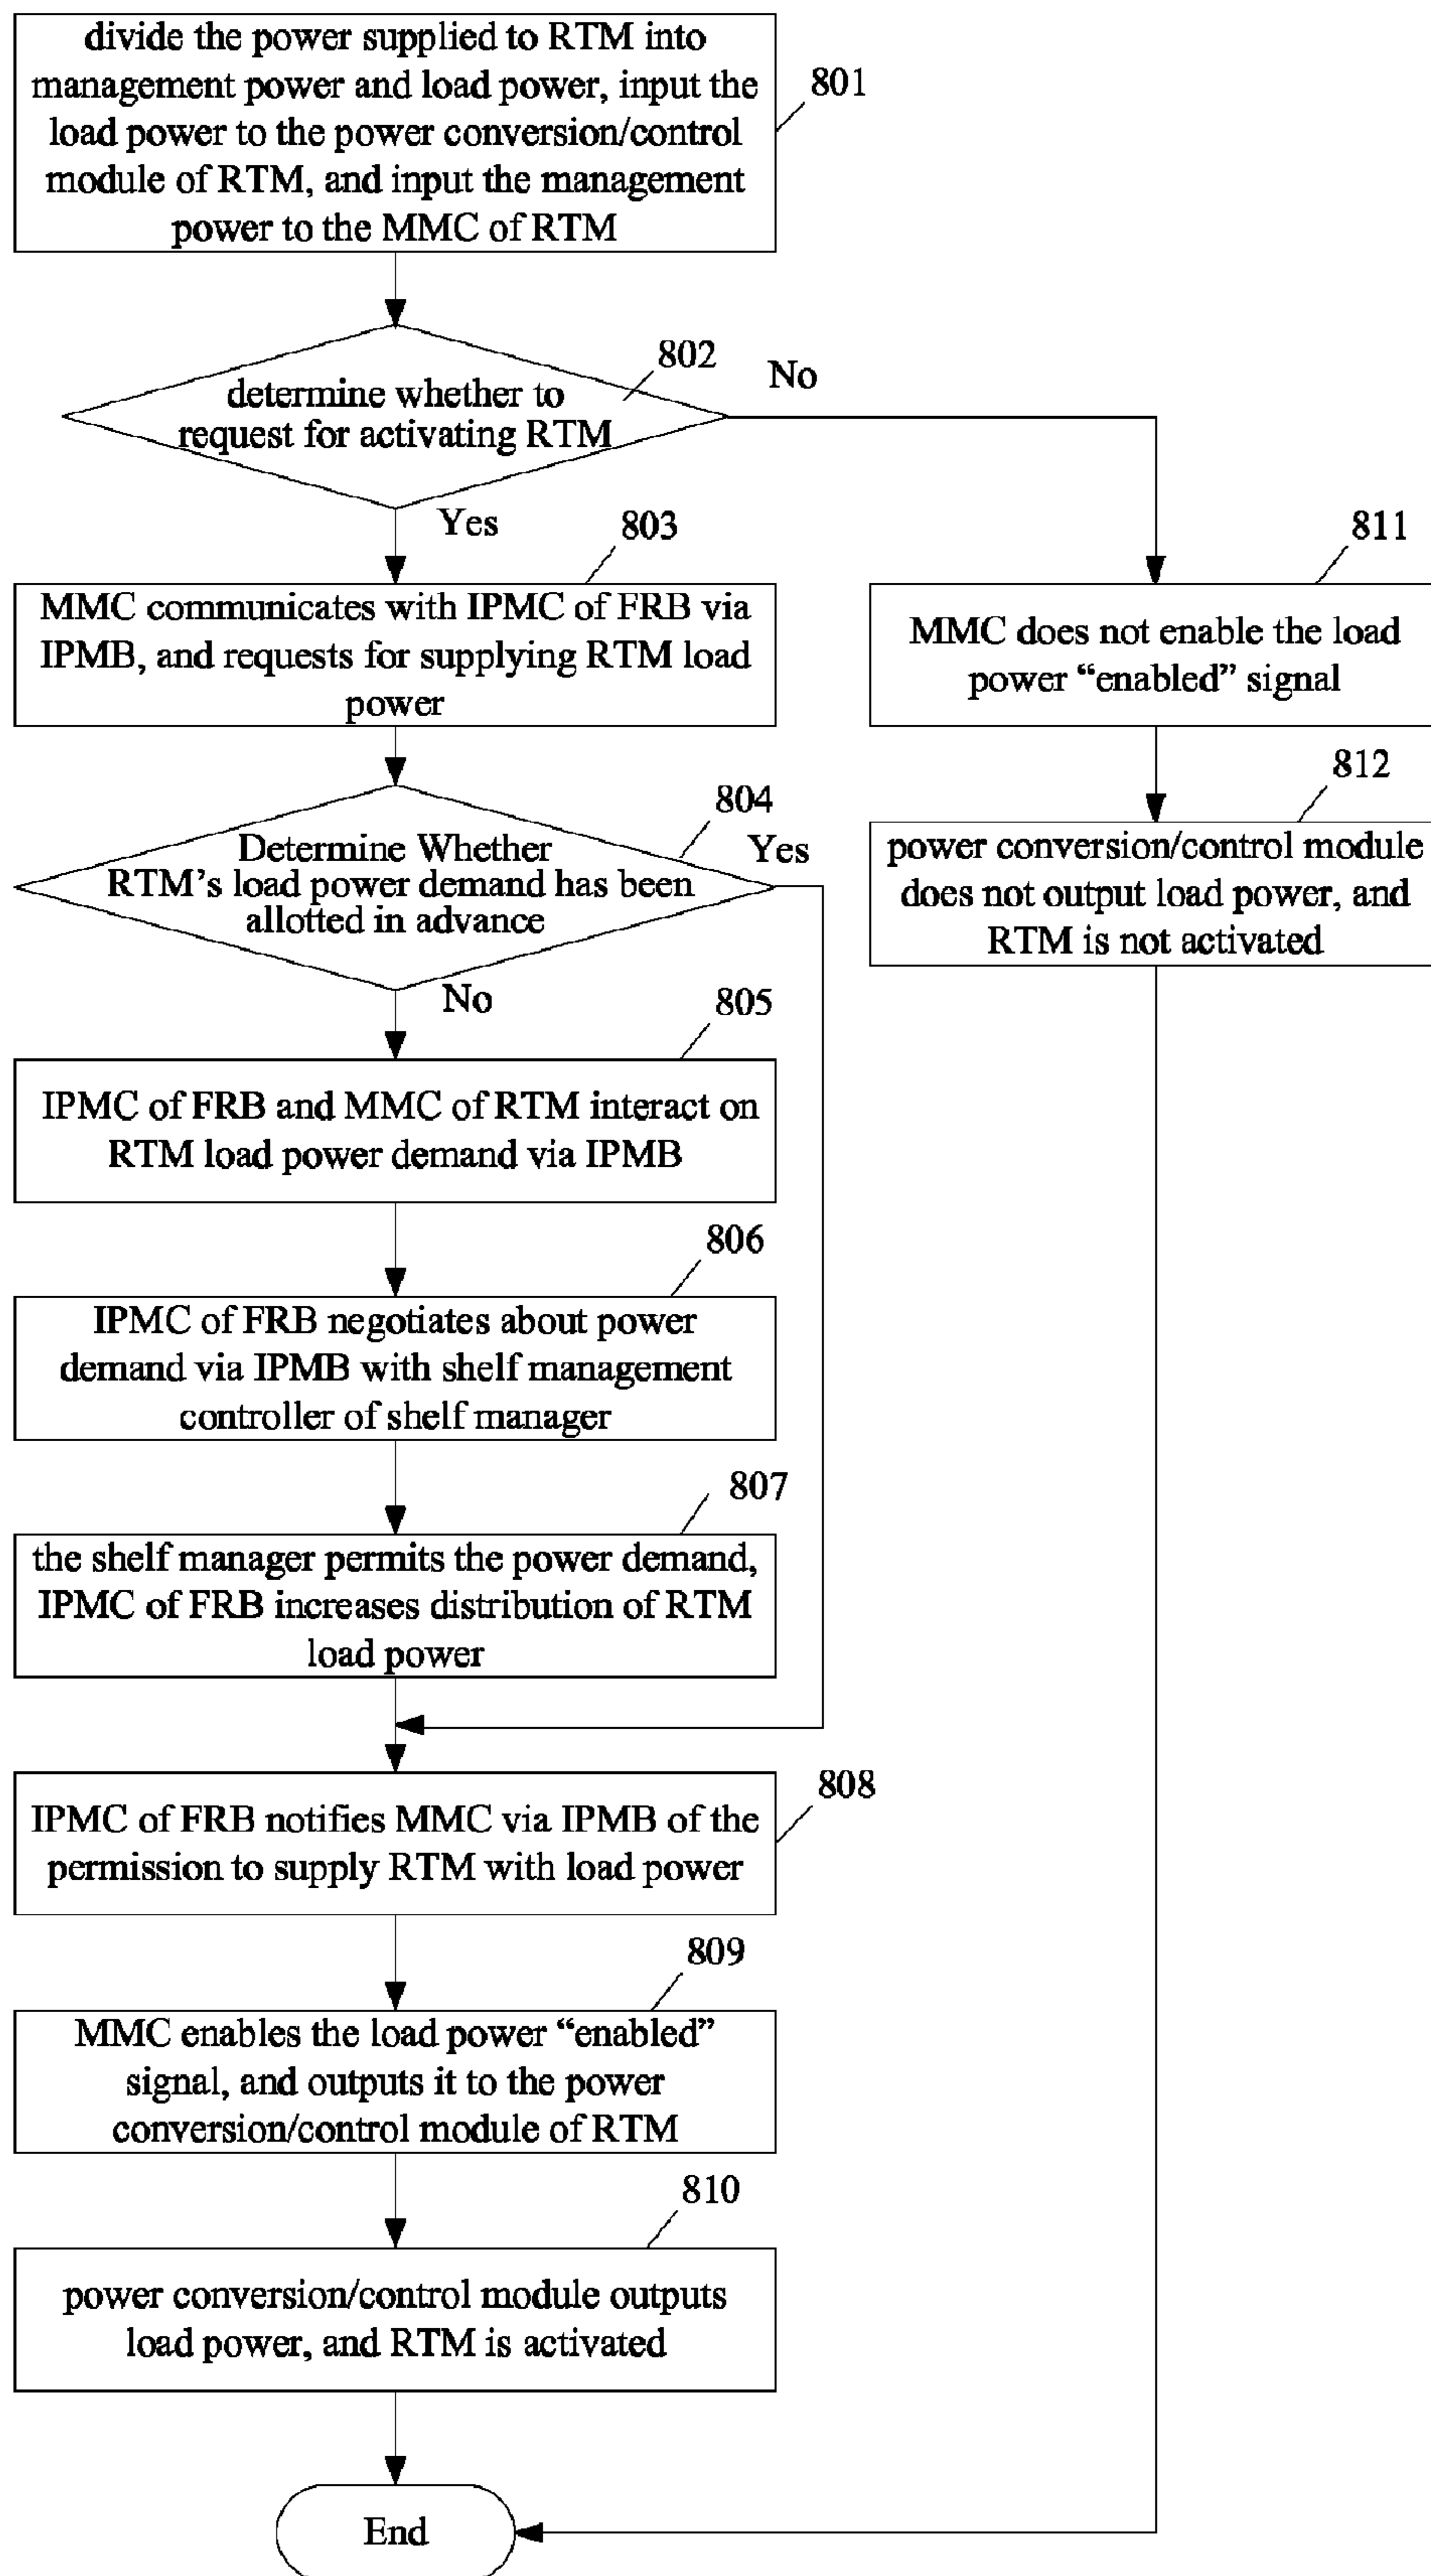 divide the power supplied to RTM into
management power and load power, input the
load power to the power conversion/control
module of RTM, and input the management
power to the MMC of RTM
801
determine whether to
request for activating RTM
802
No
Yes
803
MMC communicates with IPMC of FRB via
IPMB, and requests for supplying RTM load
power
811
MMC does not enable the load
power “enabled” signal
804
Determine Whether
RTM's load power demand has been
allotted in advance
Yes
No
812
power conversion/control module
does not output load power, and
RTM is not activated
805
IPMC of FRB and MMC of RTM interact on
RTM load power demand via IPMB
806
IPMC of FRB negotiates about power
demand via IPMB with shelf management
controller of shelf manager
807
the shelf manager permits the power demand,
IPMC of FRB increases distribution of RTM
load power
808
IPMC of FRB notifies MMC via IPMB of the
permission to supply RTM with load power
809
MMC enables the load power “enabled”
signal, and outputs it to the power
conversion/control module of RTM
810
power conversion/control module outputs
load power, and RTM is activated
End